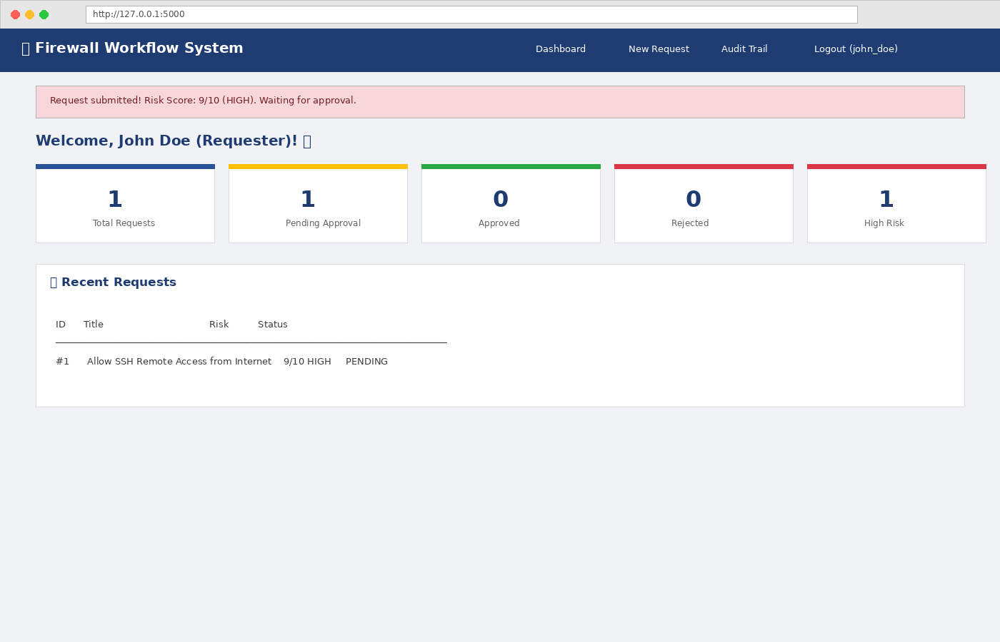 http://127.0.0.1:5000
Firewall Workflow System Dashboard New Request Audit Trail Logout (john_doe)
Request submitted! Risk Score: 9/10 (HIGH). Waiting for approval.
Welcome, John Doe (Requester)!
1 1 0 0 1
Total Requests Pending Approval Approved Rejected High Risk
Recent Requests
ID Title Risk Status
#1 Allow SSH Remote Access from Internet 9/10 HIGH PENDING